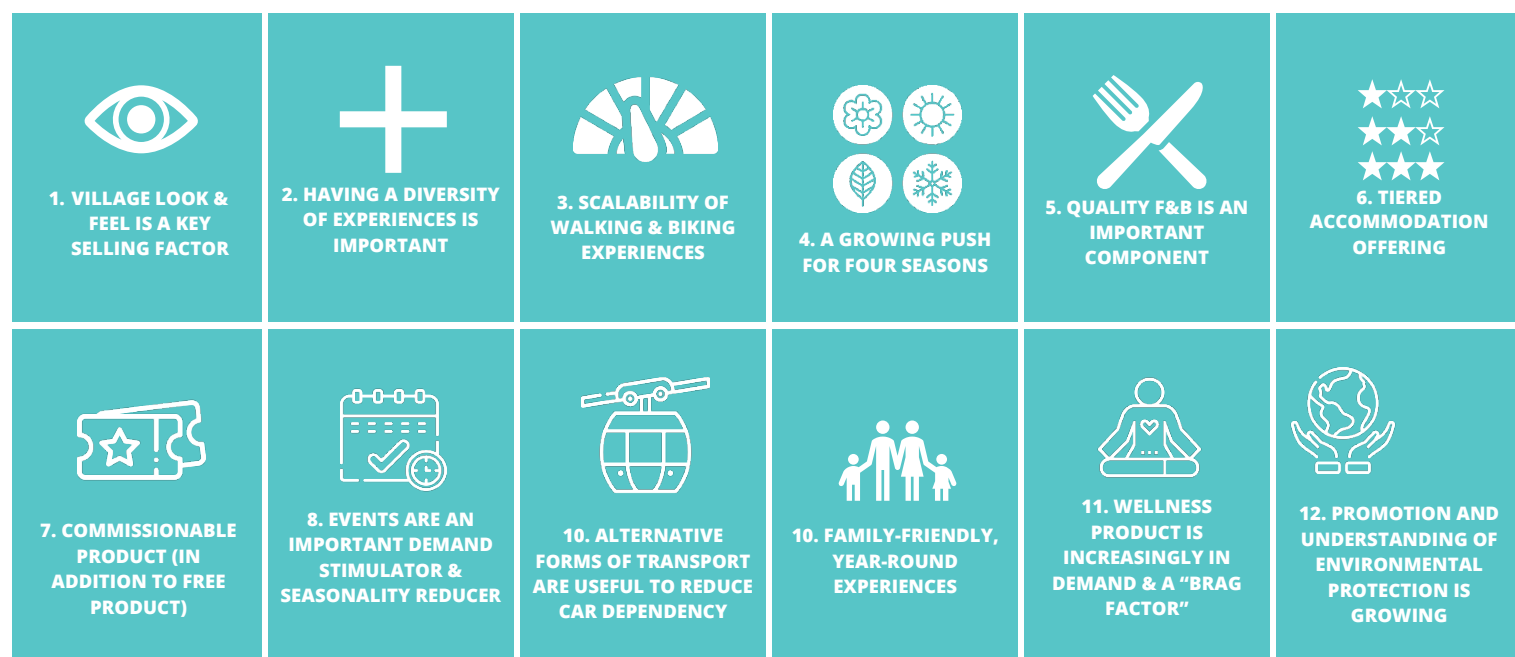 1. VILLAGE LOOK &
FEEL IS A KEY
SELLING FACTOR
2. HAVING A DIVERSITY
OF EXPERIENCES IS
IMPORTANT
3. SCALABILITY OF
WALKING & BIKING
EXPERIENCES
4. A GROWING PUSH
FOR FOUR SEASONS
5. QUALITY F&B IS AN
IMPORTANT
COMPONENT
6. TIERED
ACCOMMODATION
OFFERING
7. COMMISSIONABLE
PRODUCT (IN
ADDITION TO FREE
PRODUCT)
8. EVENTS ARE AN
IMPORTANT DEMAND
STIMULATOR &
SEASONALITY REDUCER
10. ALTERNATIVE
FORMS OF TRANSPORT
ARE USEFUL TO REDUCE
CAR DEPENDENCY
10. FAMILY-FRIENDLY,
YEAR-ROUND
EXPERIENCES
11. WELLNESS
PRODUCT IS
INCREASINGLY IN
DEMAND & A “BRAG
FACTOR”
12. PROMOTION AND
UNDERSTANDING OF
ENVIRONMENTAL
PROTECTION IS
GROWING